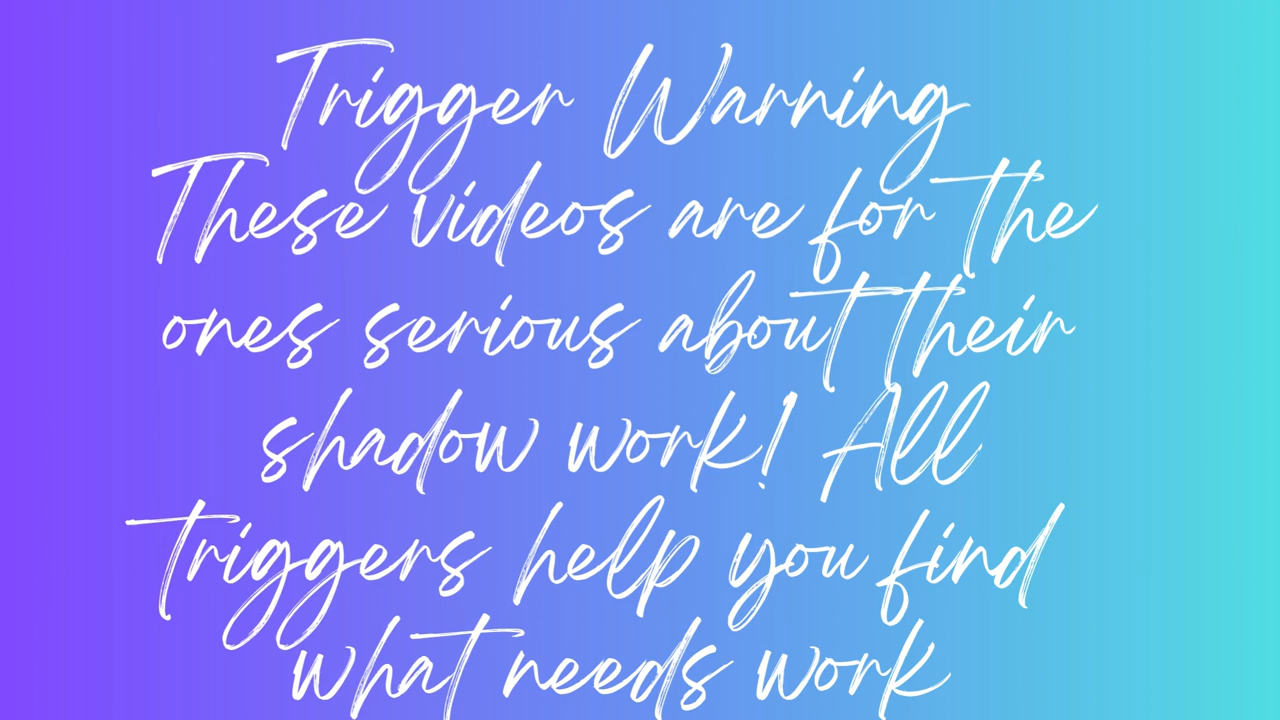 Trigger Warning
These videos are for the
ones serious about their
shadow work! All
triggers help you find
what needs work